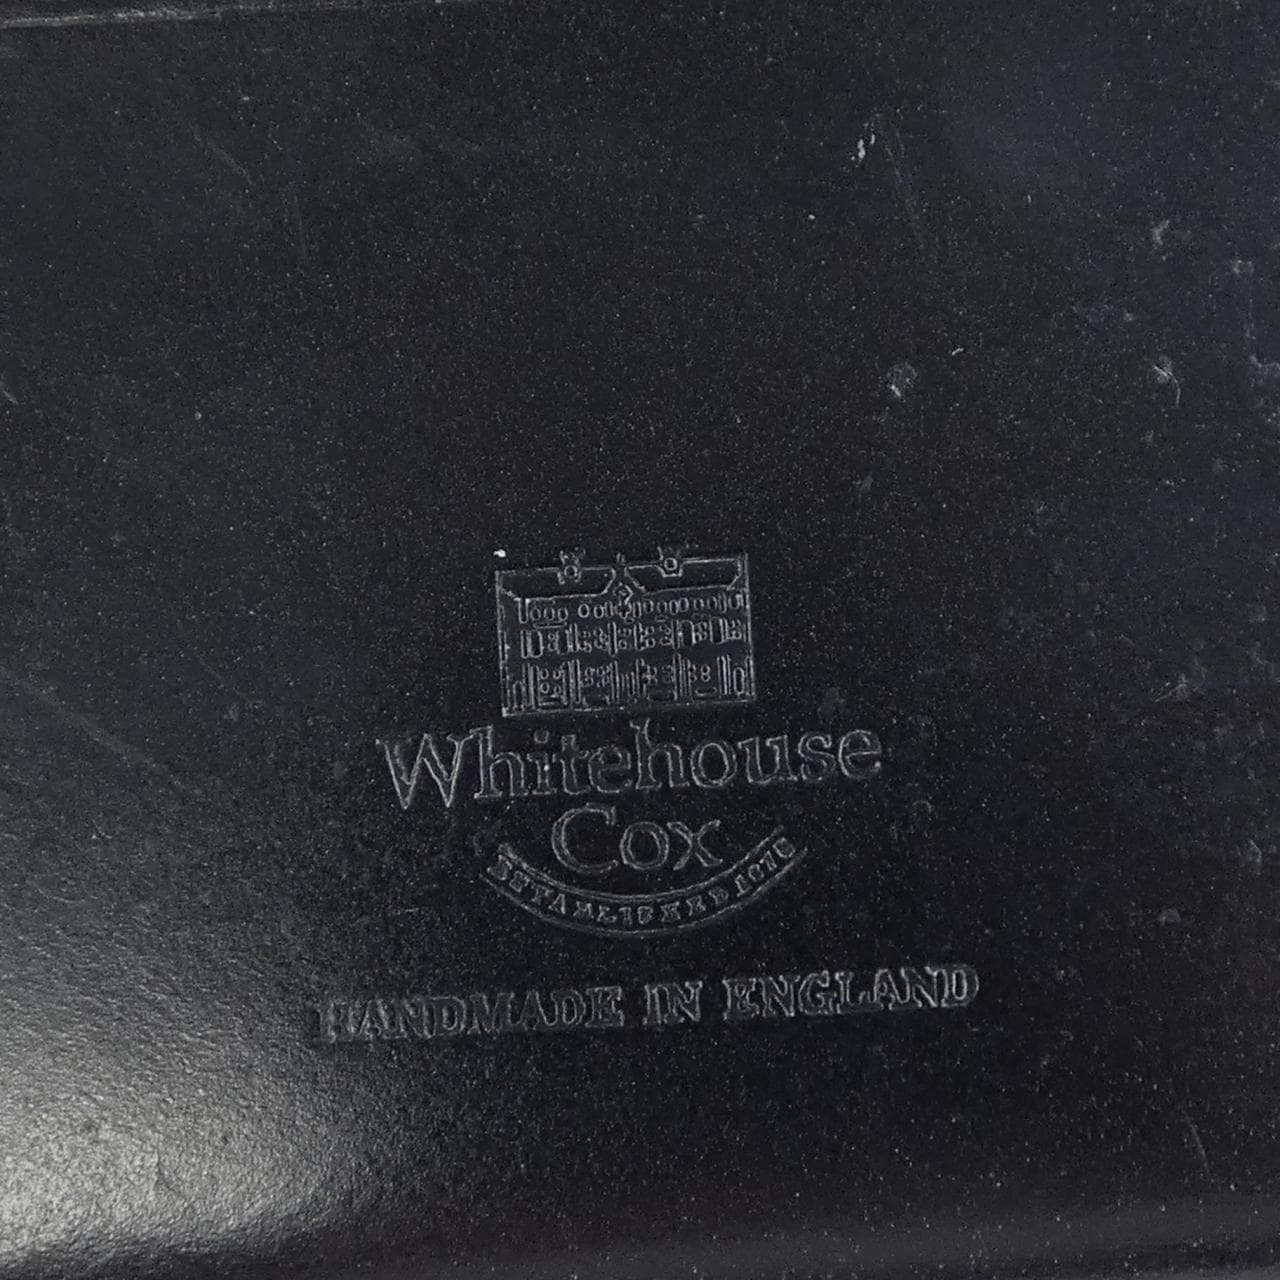 Whitehouse
Cox
ESTABLISHED 1875
HANDMADE IN ENGLAND